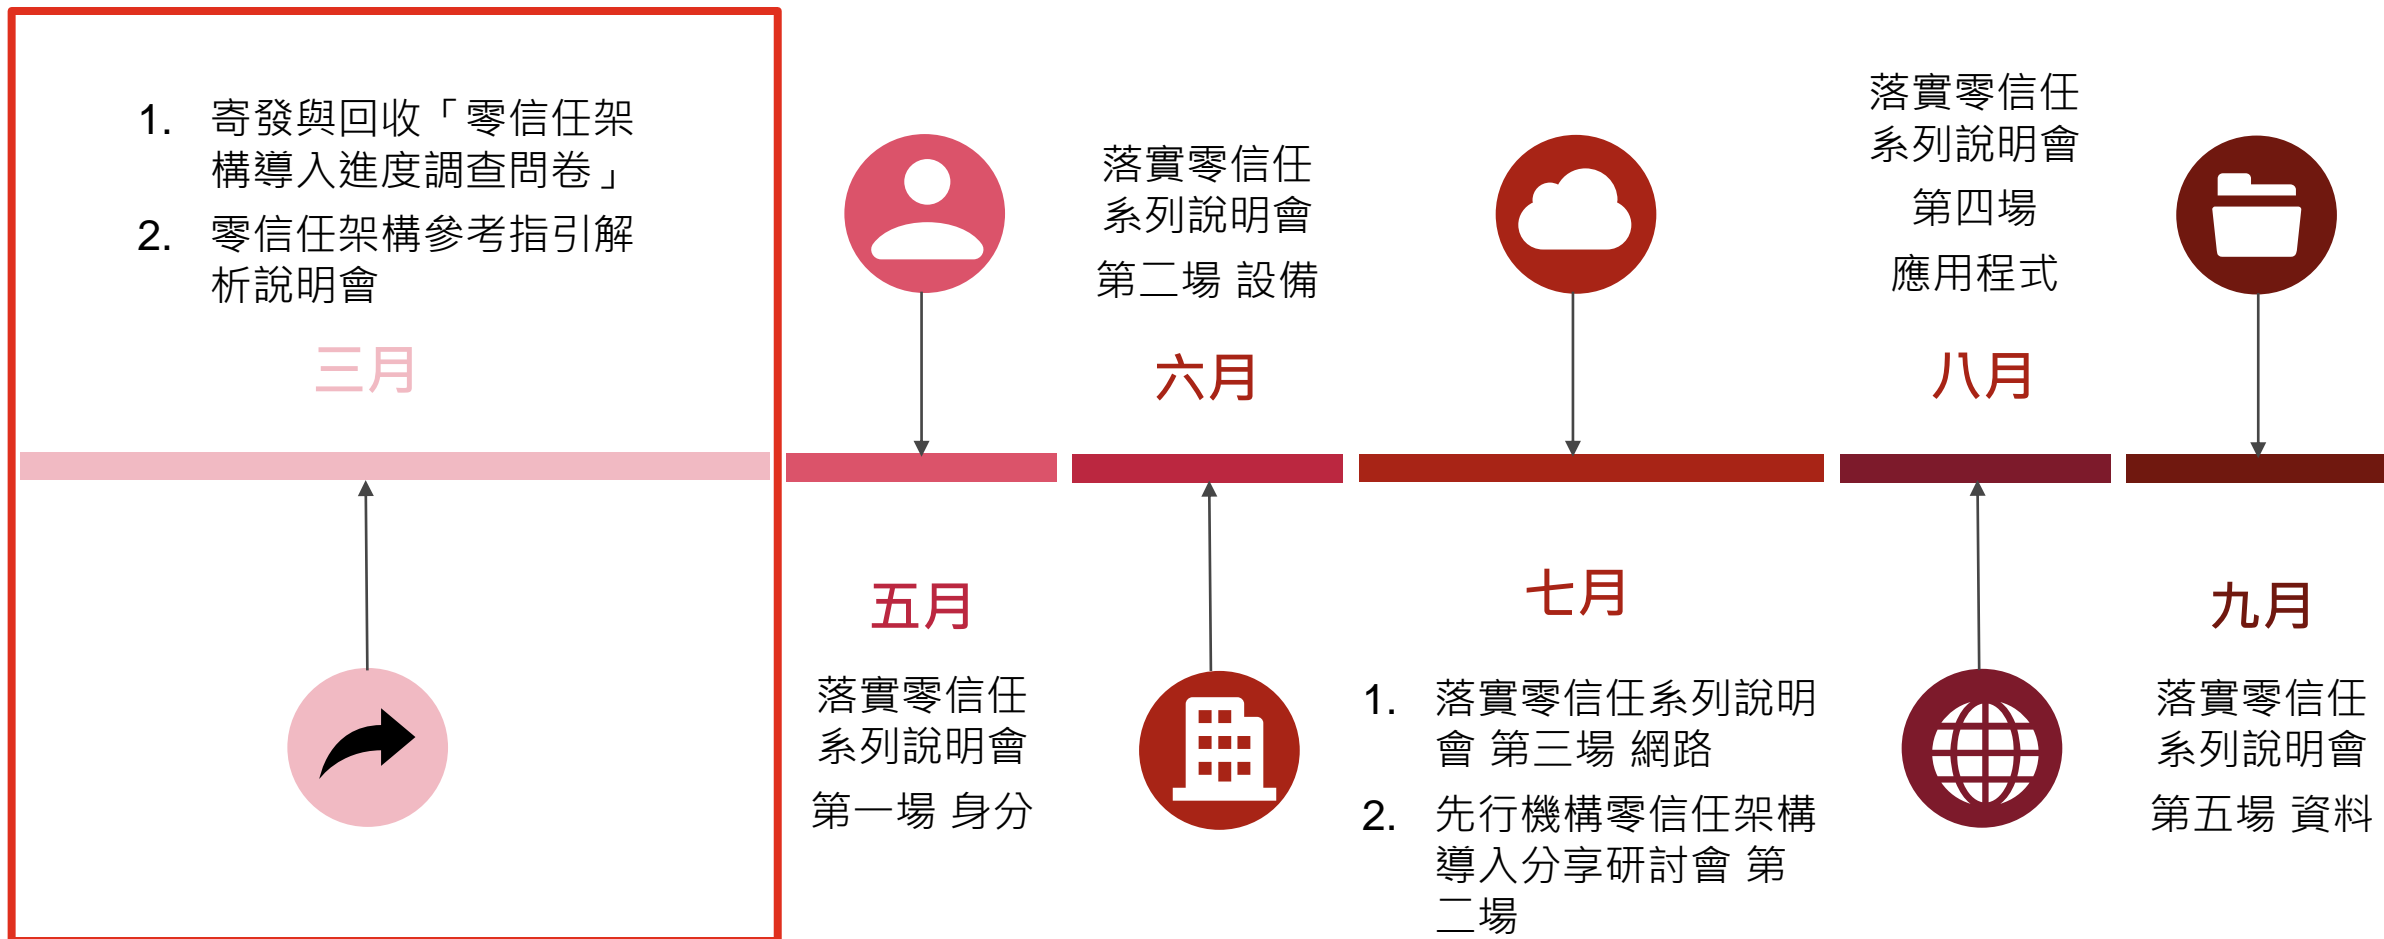 1. 寄發與回收「零信任架
構導入進度調查問卷」
2. 零信任架構參考指引解
析說明會
三月
五月
落實零信任
系列說明會
第一場 身分
落實零信任
系列說明會
第二場 設備
六月
七月
1. 落實零信任系列說明
會 第三場 網路
2. 先行機構零信任架構
導入分享研討會 第
二場
落實零信任
系列說明會
第四場
應用程式
八月
九月
落實零信任
系列說明會
第五場 資料